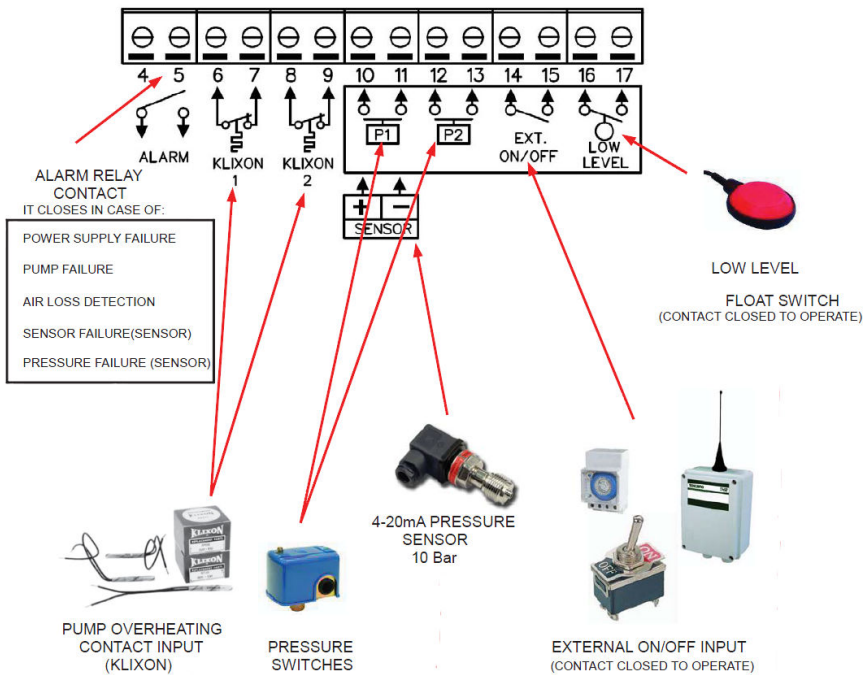 4 5 6 7 8 9 10 11 12 13 14 15 16 17
ALARM
KLIXON
1
KLIXON
2
P1
P2
EXT.
ON/OFF
LOW
LEVEL
+ −
SENSOR
ALARM RELAY
CONTACT
IT CLOSES IN CASE OF:
POWER SUPPLY FAILURE
PUMP FAILURE
AIR LOSS DETECTION
SENSOR FAILURE(SENSOR)
PRESSURE FAILURE (SENSOR)
LOW LEVEL
FLOAT SWITCH
(CONTACT CLOSED TO OPERATE)
4-20mA PRESSURE
SENSOR
10 Bar
KLIXON
KLIXON
OFF
ON
PUMP OVERHEATING
CONTACT INPUT
(KLIXON)
PRESSURE
SWITCHES
EXTERNAL ON/OFF INPUT
(CONTACT CLOSED TO OPERATE)